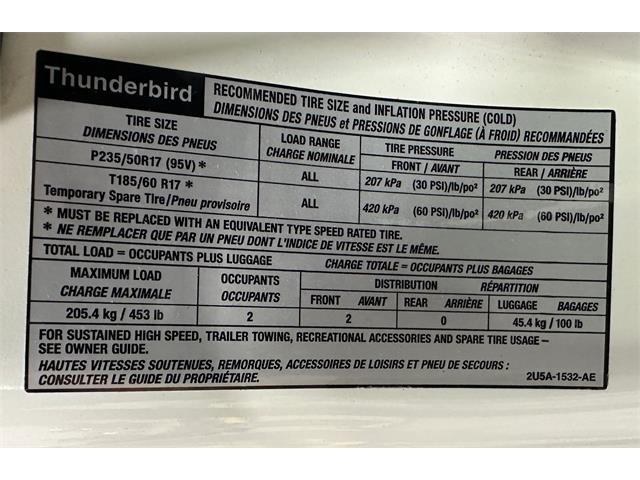 Thunderbird
RECOMMENDED TIRE SIZE and INFLATION PRESSURE (COLD)
DIMENSIONS DES PNEUS et PRESSIONS DE GONFLAGE (À FROID) RECOMMANDÉES
TIRE SIZE
DIMENSIONS DES PNEUS
LOAD RANGE
CHARGE NOMINALE
TIRE PRESSURE PRESSION DES PNEUS
FRONT / AVANT
REAR / ARRIÈRE
P235/50R17 (95V) *
ALL
207 kPa (30 PSI)/lb/po²
207 kPa (30 PSI)/lb/po²
T185/60 R17 *
Temporary Spare Tire/Pneu provisoire
ALL
420 kPa (60 PSI)/lb/po²
420 kPa (60 PSI)/lb/po²
* MUST BE REPLACED WITH AN EQUIVALENT TYPE SPEED RATED TIRE.
* NE REMPLACER QUE PAR UN PNEU DONT L'INDICE DE VITESSE EST LE MÊME.
TOTAL LOAD = OCCUPANTS PLUS LUGGAGE CHARGE TOTALE = OCCUPANTS PLUS BAGAGES
MAXIMUM LOAD
CHARGE MAXIMALE
OCCUPANTS
OCCUPANTS
DISTRIBUTION RÉPARTITION
FRONT AVANT
REAR ARRIÈRE
LUGGAGE BAGAGES
205.4 kg / 453 lb
2
2
0
45.4 kg / 100 lb
FOR SUSTAINED HIGH SPEED, TRAILER TOWING, RECREATIONAL ACCESSORIES AND SPARE TIRE USAGE –
SEE OWNER GUIDE.
HAUTES VITESSES SOUTENUES, REMORQUES, ACCESSOIRES DE LOISIRS ET PNEU DE SECOURS :
CONSULTER LE GUIDE DU PROPRIÉTAIRE.
2U5A-1532-AE